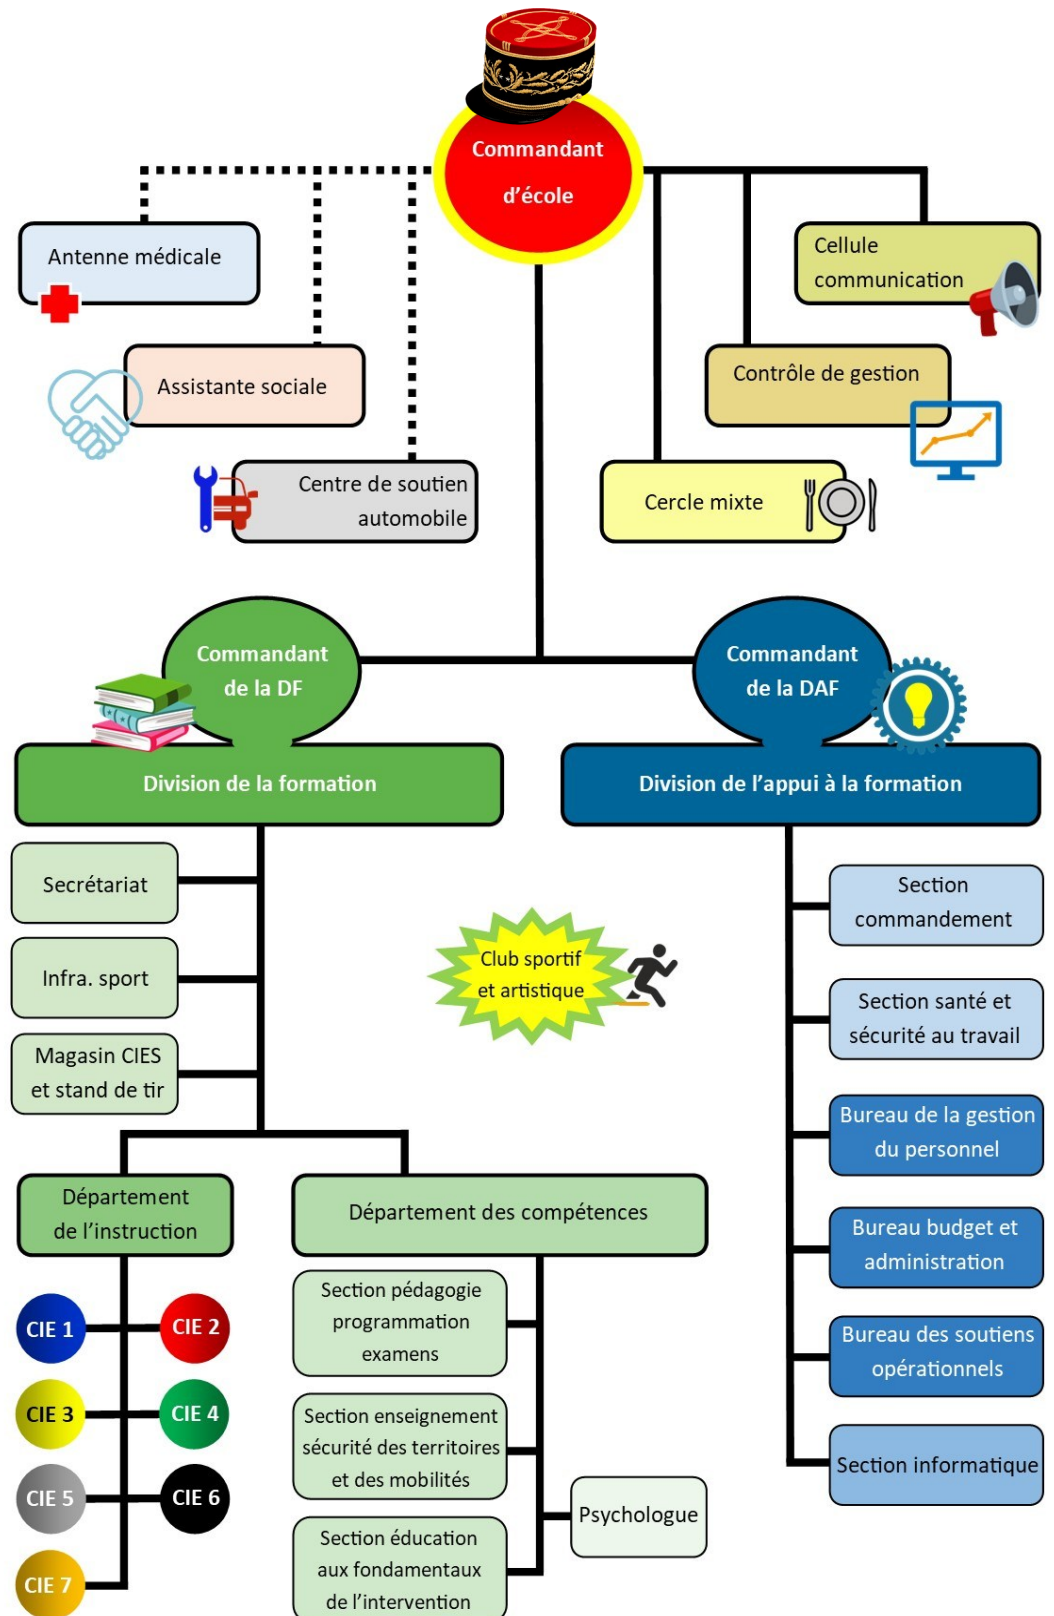 Commandant
d'école
Antenne médicale
Cellule
communication
Assistante sociale
Contrôle de gestion
Centre de soutien
automobile
Cercle mixte
Commandant
de la DF
Commandant
de la DAF
Division de la formation
Division de l'appui à la formation
Secrétariat
Infra. sport
Magasin CIES
et stand de tir
Club sportif
et artistique
Section
commandement
Section santé et
sécurité au travail
Bureau de la gestion
du personnel
Bureau budget et
administration
Bureau des soutiens
opérationnels
Section informatique
Département
de l'instruction
CIE 1
CIE 2
CIE 3
CIE 4
CIE 5
CIE 6
CIE 7
Département des compétences
Section pédagogie
programmation
examens
Section enseignement
sécurité des territoires
et des mobilités
Psychologue
Section éducation
aux fondamentaux
de l'intervention